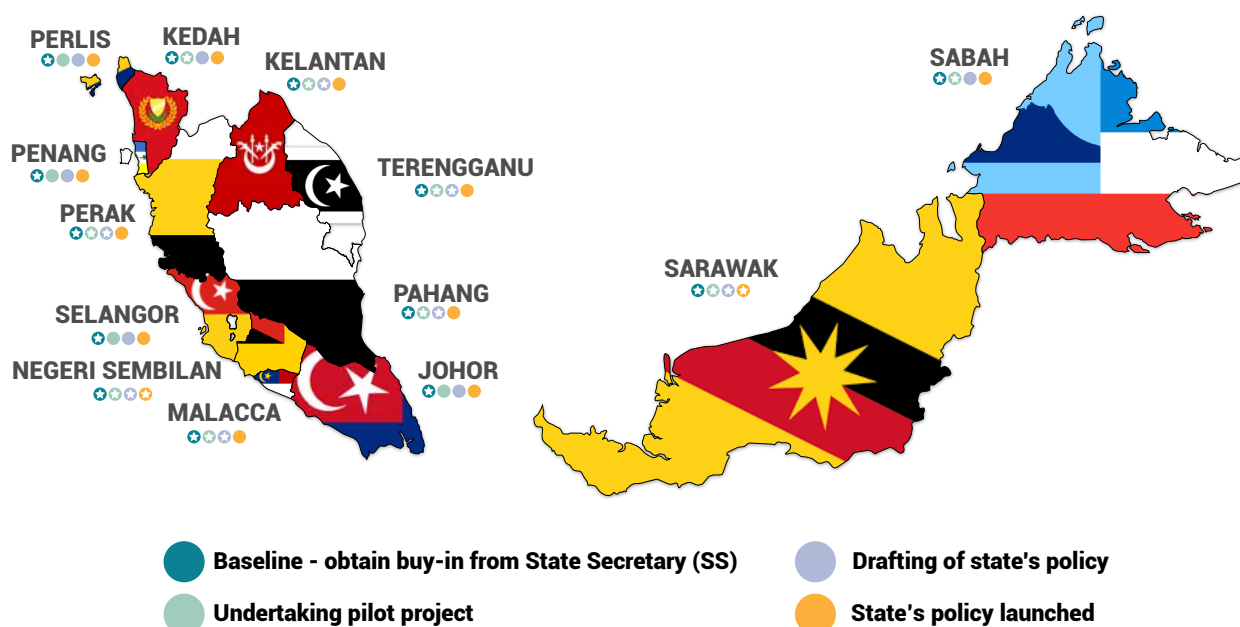 PERLIS
KEDAH
KELANTAN
SABAH
PENANG
TERENGGANU
PERAK
SARAWAK
PAHANG
SELANGOR
NEGERI SEMBILAN
JOHOR
MALACCA
Baseline - obtain buy-in from State Secretary (SS)
Drafting of state's policy
Undertaking pilot project
State's policy launched